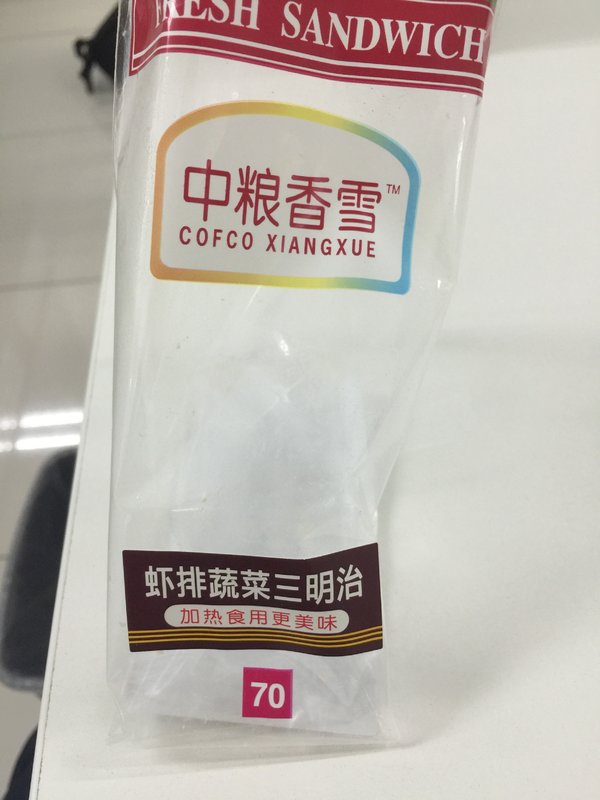 FRESH SANDWICH
中粮香雪™
COFCO XIANGXUE
虾排蔬菜三明治
加热食用更美味
70